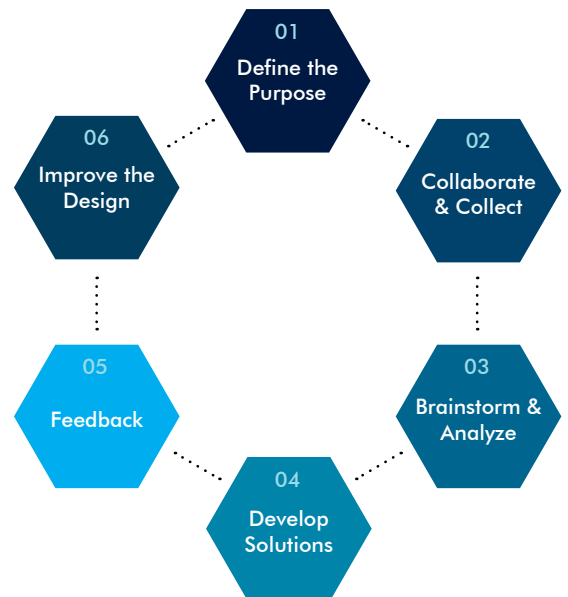 01
Define the
Purpose
02
Collaborate
& Collect
03
Brainstorm &
Analyze
04
Develop
Solutions
05
Feedback
06
Improve the
Design